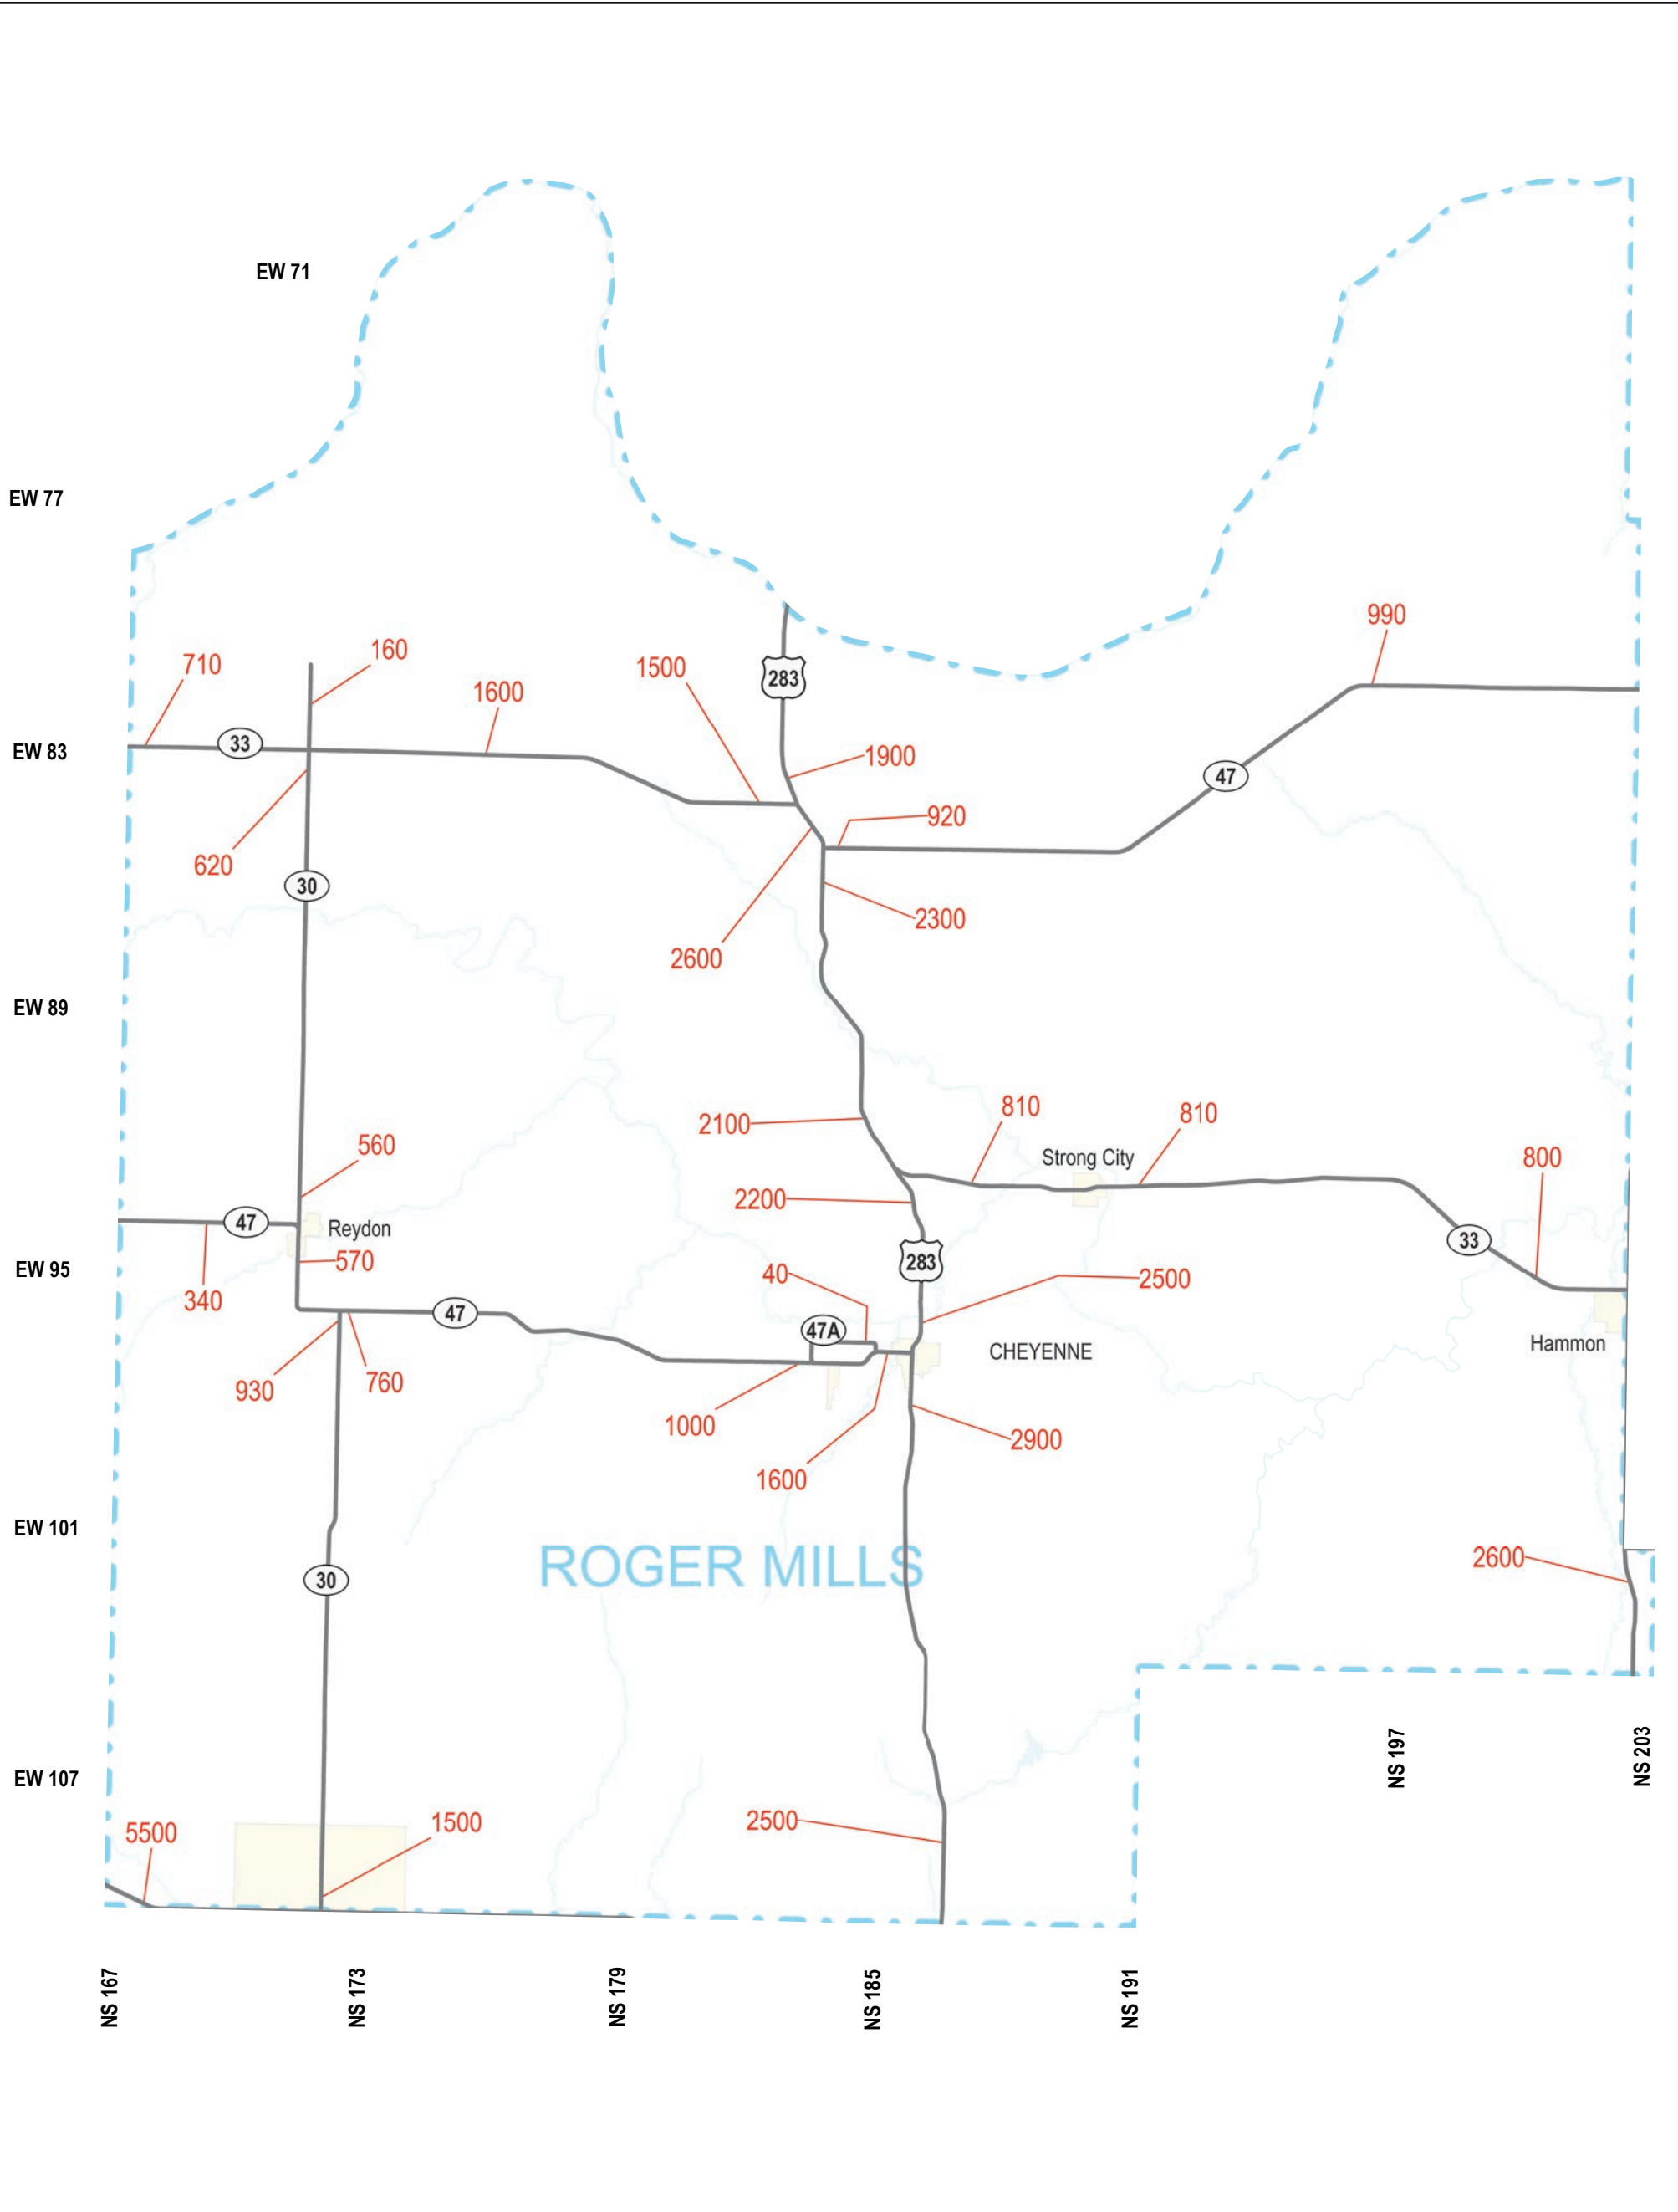 EW 71
EW 77
990
160
710
1500
283
1600
33
EW 83
1900
47
920
620
30
2300
2600
EW 89
810
810
2100
560
Strong City
800
2200
47
Reydon
33
570
283
EW 95
40
2500
340
47
47A
Hammon
CHEYENNE
760
930
1000
2900
1600
EW 101
2600
ROGER MILLS
30
NS 197
NS 203
EW 107
2500
1500
5500
NS 167
NS 173
NS 179
NS 185
NS 191